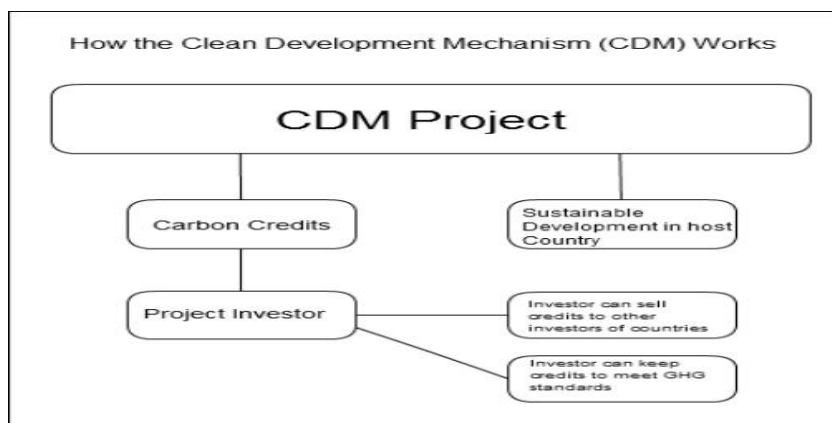 How the Clean Development Mechanism (CDM) Works
CDM Project
Carbon Credits
Sustainable
Development in host
Country
Project Investor
Investor can sell
credits to other
investors of countries
Investor can keep
credits to meet GHG
standards